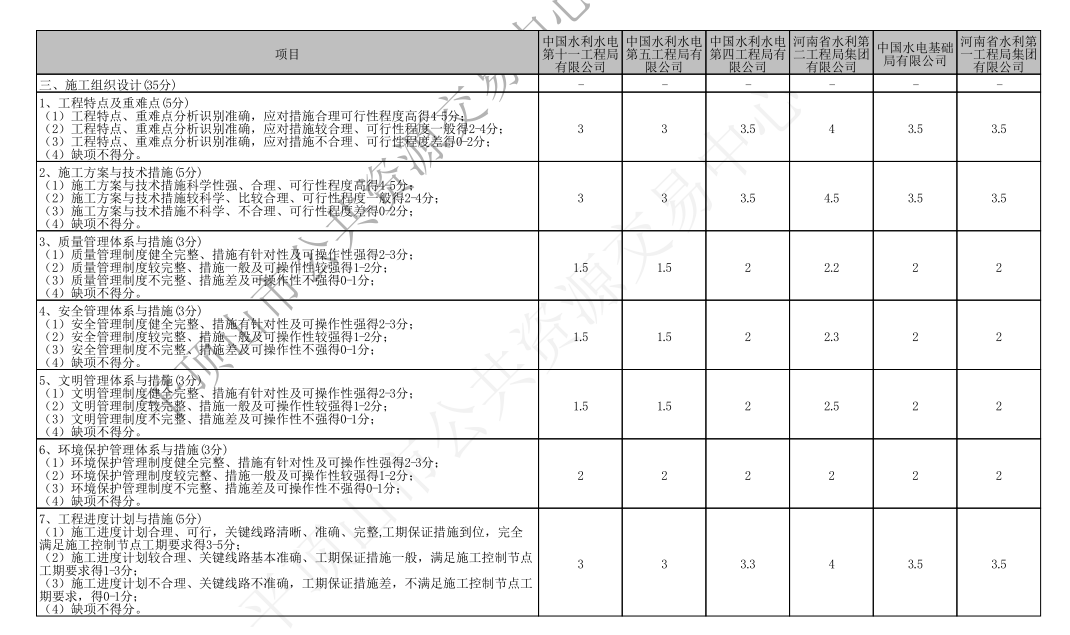 项目
中国水利水电
第十一工程局
有限公司
中国水利水电
第五工程局有
限公司
中国水利水电
第四工程局有
限公司
河南省水利第
二工程局集团
有限公司
中国水电基础
局有限公司
河南省水利第
一工程局集团
有限公司
三、施工组织设计(35分)
- - - - - -
1、工程特点及重难点(5分)
(1)工程特点、重难点分析识别准确，应对措施合理可行性程度高得4-5分；
(2)工程特点、重难点分析识别准确，应对措施较合理、可行性程度一般得2-4分；
(3)工程特点、重难点分析识别准确，应对措施不合理、可行性程度差得0-2分；
(4)缺项不得分。
3 3 3.5 4 3.5 3.5
2、施工方案与技术措施(5分)
(1)施工方案与技术措施科学性强、合理、可行性程度高得4-5分；
(2)施工方案与技术措施较科学、比较合理、可行性程度一般得2-4分；
(3)施工方案与技术措施不科学、不合理、可行性程度差得0-2分；
(4)缺项不得分。
3 3 3.5 4.5 3.5 3.5
3、质量管理体系与措施(3分)
(1)质量管理制度健全完整、措施有针对性及可操作性强得2-3分；
(2)质量管理制度较完整、措施一般及可操作性较强得1-2分；
(3)质量管理制度不完整、措施差及可操作性不强得0-1分；
(4)缺项不得分。
1.5 1.5 2 2.2 2 2
4、安全管理体系与措施(3分)
(1)安全管理制度健全完整、措施有针对性及可操作性强得2-3分；
(2)安全管理制度较完整、措施一般及可操作性较强得1-2分；
(3)安全管理制度不完整、措施差及可操作性不强得0-1分；
(4)缺项不得分。
1.5 1.5 2 2.3 2 2
5、文明管理体系与措施(3分)
(1)文明管理制度健全完整、措施有针对性及可操作性强得2-3分；
(2)文明管理制度较完整、措施一般及可操作性较强得1-2分；
(3)文明管理制度不完整、措施差及可操作性不强得0-1分；
(4)缺项不得分。
1.5 1.5 2 2.5 2 2
6、环境保护管理体系与措施(3分)
(1)环境保护管理制度健全完整、措施有针对性及可操作性强得2-3分；
(2)环境保护管理制度较完整、措施一般及可操作性较强得1-2分；
(3)环境保护管理制度不完整、措施差及可操作性不强得0-1分；
(4)缺项不得分。
2 2 2 2 2 2
7、工程进度计划与措施(5分)
(1)施工进度计划合理、可行，关键线路清晰、准确、完整,工期保证措施到位，完全
满足施工控制节点工期要求得3-5分；
(2)施工进度计划较合理、关键线路基本准确、工期保证措施一般，满足施工控制节点
工期要求得1-3分；
(3)施工进度计划不合理、关键线路不准确，工期保证措施差，不满足施工控制节点工
期要求，得0-1分；
(4)缺项不得分。
3 3 3.3 4 3.5 3.5
平顶山市公共资源交易中心
平顶山市公共资源交易中心